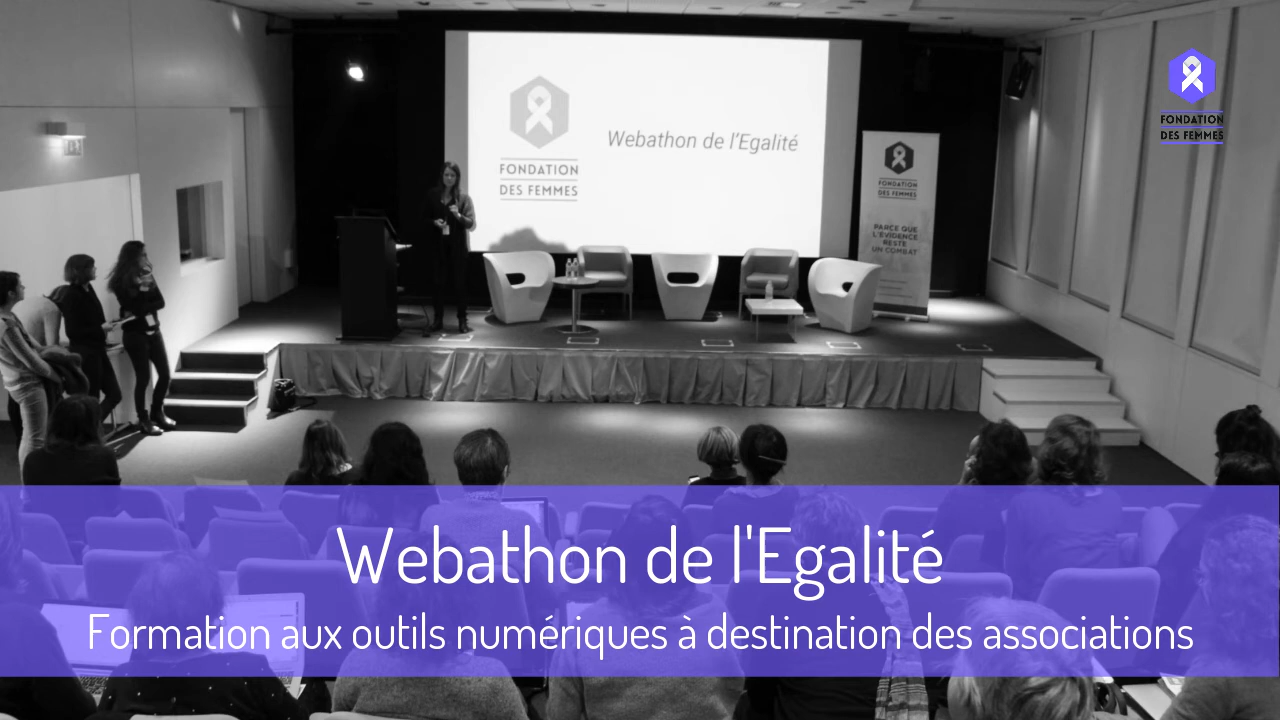 Webathon de l'Egalité
FONDATION
DES FEMMES
FONDATION
DES FEMMES
PARCE QUE
L'ÉVIDENCE
RESTE
UN COMBAT
FONDATION
DES FEMMES
Webathon de l'Egalité
Formation aux outils numériques à destination des associations